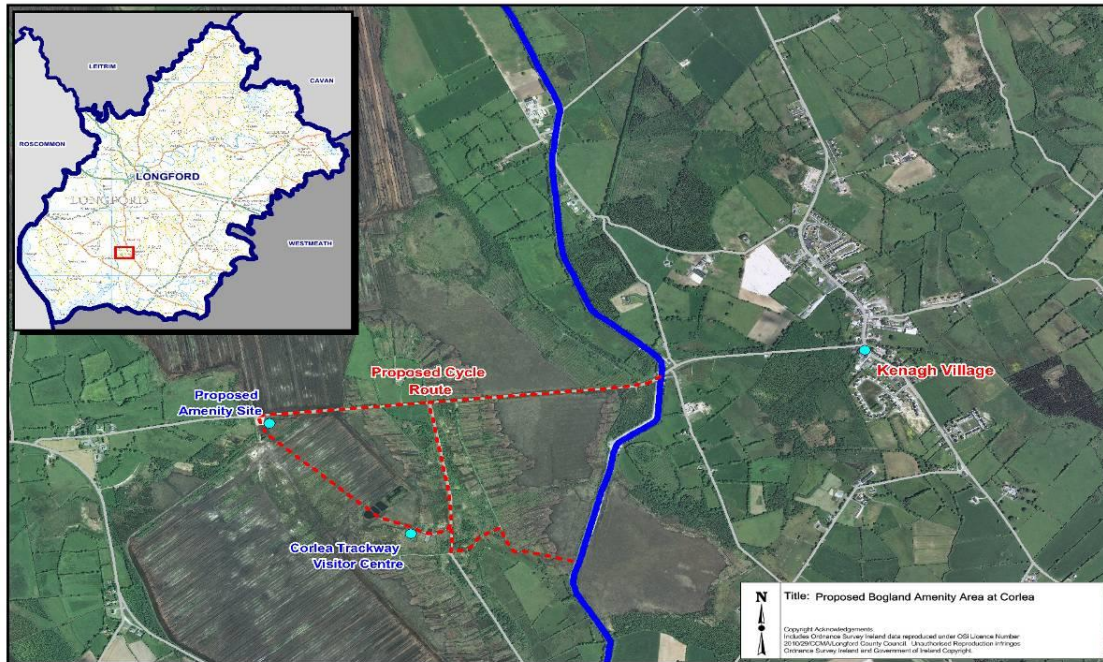 LEITRIM
CAVAN
ROSCOMMON
LONGFORD
LONGFORD
WESTMEATH
Proposed Cycle
Route
Proposed
Amenity Site
Kenagh Village
Corlea Trackway
Visitor Centre
N
Title: Proposed Bogland Amenity Area at Corlea
Copyright Acknowledgements
Includes Ordnance Survey Ireland data reproduced under OSi Licence Number
2010/29/CCMA/Longford County Council. Unauthorised Reproduction infringes
Ordnance Survey Ireland and Government of Ireland Copyright.